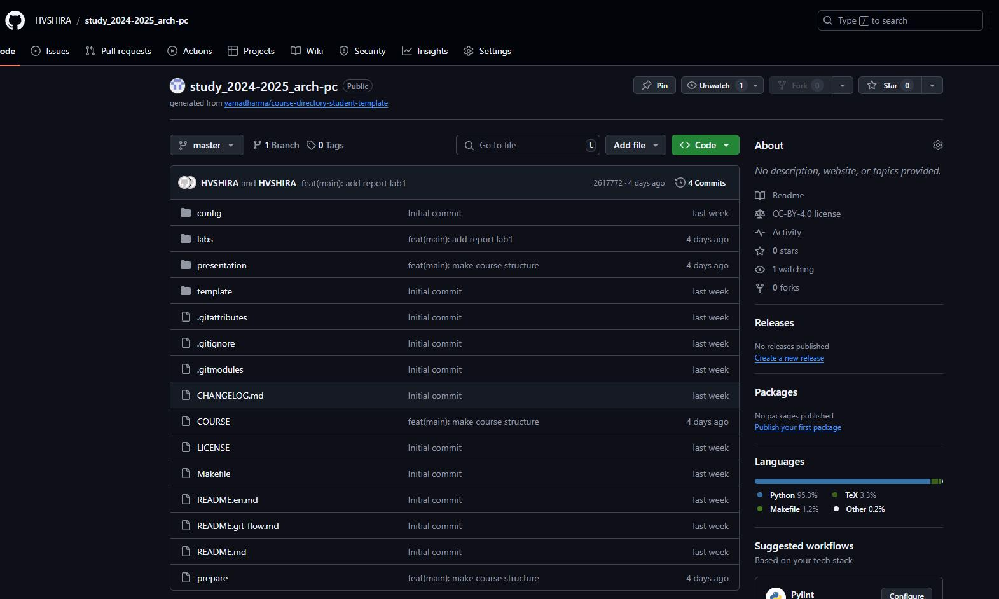 HVSHIRA / study_2024-2025_arch-pc
Type / to search
ode Issues Pull requests Actions Projects Wiki Security Insights Settings
study_2024-2025_arch-pc Public
Pin Unwatch 1 Fork 0 Star 0
generated from yamadharma/course-directory-student-template
master 1 Branch 0 Tags Go to file t Add file Code
HVSHIRA and HVSHIRA feat(main): add report lab1 2617772 · 4 days ago 4 Commits
config Initial commit last week
labs feat(main): add report lab1 4 days ago
presentation feat(main): make course structure 4 days ago
template Initial commit last week
.gitattributes Initial commit last week
.gitignore Initial commit last week
.gitmodules Initial commit last week
CHANGELOG.md Initial commit last week
COURSE feat(main): make course structure 4 days ago
LICENSE Initial commit last week
Makefile Initial commit last week
README.en.md Initial commit last week
README.git-flow.md Initial commit last week
README.md Initial commit last week
prepare feat(main): make course structure 4 days ago
About
No description, website, or topics provided.
Readme
CC-BY-4.0 license
Activity
0 stars
1 watching
0 forks
Releases
No releases published
Create a new release
Packages
No packages published
Publish your first package
Languages
Python 95.3% TeX 3.3%
Makefile 1.2% Other 0.2%
Suggested workflows
Based on your tech stack
Pylint Configure